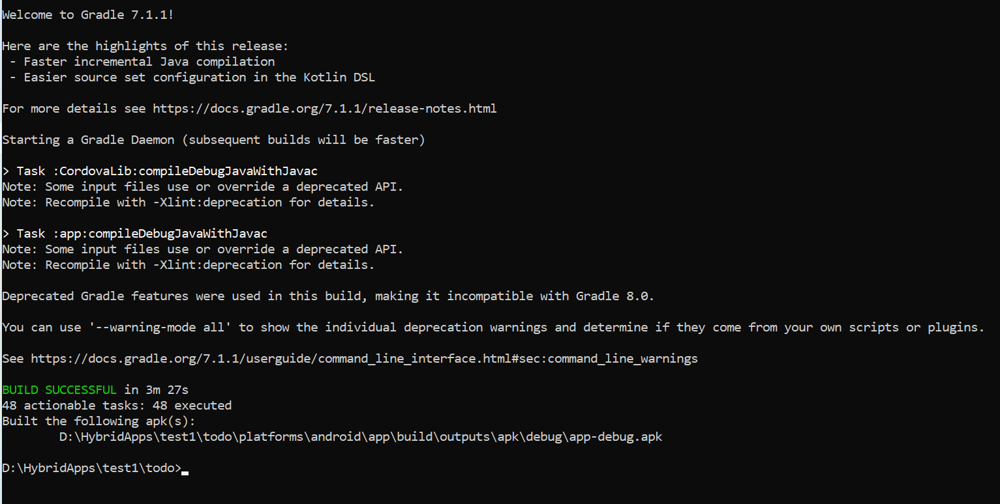 Welcome to Gradle 7.1.1!
Here are the highlights of this release:
- Faster incremental Java compilation
- Easier source set configuration in the Kotlin DSL
For more details see https://docs.gradle.org/7.1.1/release-notes.html
Starting a Gradle Daemon (subsequent builds will be faster)
> Task :CordovaLib:compileDebugJavaWithJavac
Note: Some input files use or override a deprecated API.
Note: Recompile with -Xlint:deprecation for details.
> Task :app:compileDebugJavaWithJavac
Note: Some input files use or override a deprecated API.
Note: Recompile with -Xlint:deprecation for details.
Deprecated Gradle features were used in this build, making it incompatible with Gradle 8.0.
You can use '--warning-mode all' to show the individual deprecation warnings and determine if they come from your own scripts or plugins.
See https://docs.gradle.org/7.1.1/userguide/command_line_interface.html#sec:command_line_warnings
BUILD SUCCESSFUL in 3m 27s
48 actionable tasks: 48 executed
Built the following apk(s):
D:\HybridApps\test1\todo\platforms\android\app\build\outputs\apk\debug\app-debug.apk
D:\HybridApps\test1\todo>